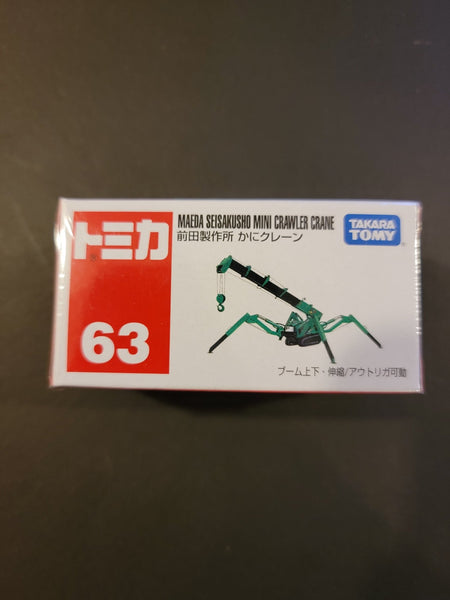 トミカ
63
MAEDA SEISAKUSHO MINI CRAWLER CRANE
前田製作所 かにクレーン
TAKARA
TOMY
ブーム上下・伸縮/アウトリガ可動